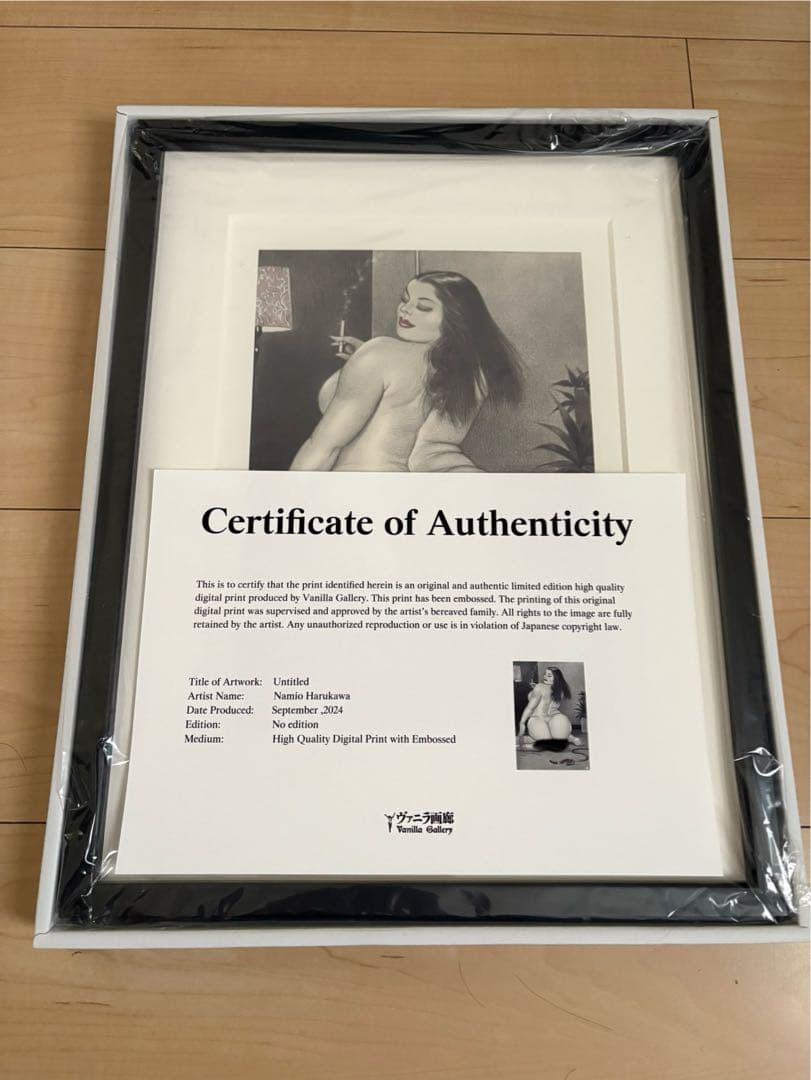 Certificate of Authenticity
This is to certify that the print identified herein is an original and authentic limited edition high quality
digital print produced by Vanilla Gallery. This print has been embossed. The printing of this original
digital print was supervised and approved by the artist's bereaved family. All rights to the image are fully
retained by the artist. Any unauthorized reproduction or use is in violation of Japanese copyright law.
Title of Artwork: Untitled
Artist Name: Namio Harukawa
Date Produced: September ,2024
Edition: No edition
Medium: High Quality Digital Print with Embossed
ヴァニラ画廊
Vanilla Gallery